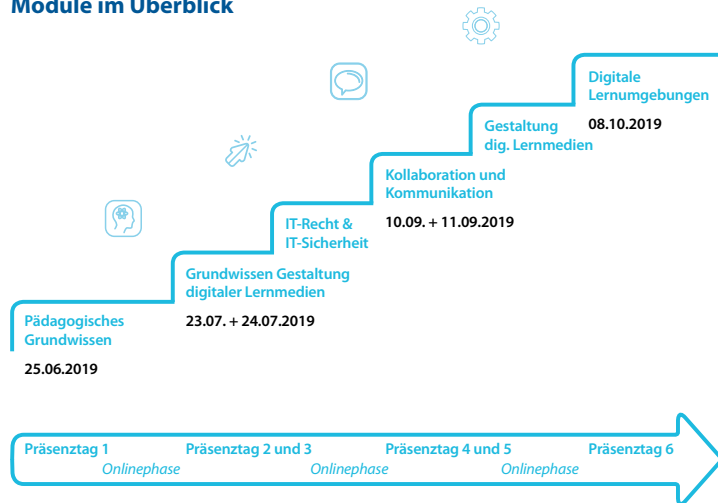 Module im Überblick
Digitale
Lernumgebungen
08.10.2019
Gestaltung
dig. Lernmedien
Kollaboration und
Kommunikation
10.09. + 11.09.2019
IT-Recht &
IT-Sicherheit
Grundwissen Gestaltung
digitaler Lernmedien
23.07. + 24.07.2019
Pädagogisches
Grundwissen
25.06.2019
Präsenztag 1 Präsenztag 2 und 3 Präsenztag 4 und 5 Präsenztag 6
Onlinephase Onlinephase Onlinephase